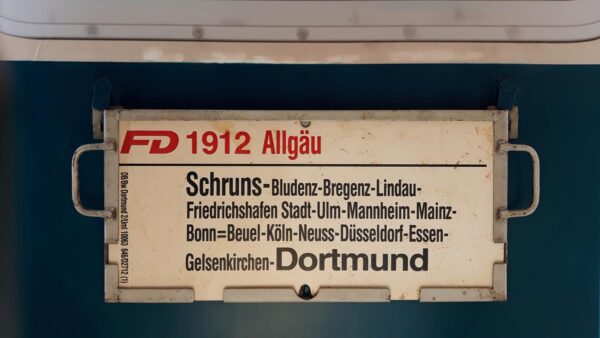 FD 1912 Allgäu
Schruns-Bludenz-Bregenz-Lindau-
Friedrichshafen Stadt-Ulm-Mannheim-Mainz-
Bonn=Beuel-Köln-Neuss-Düsseldorf-Essen-
Gelsenkirchen-Dortmund